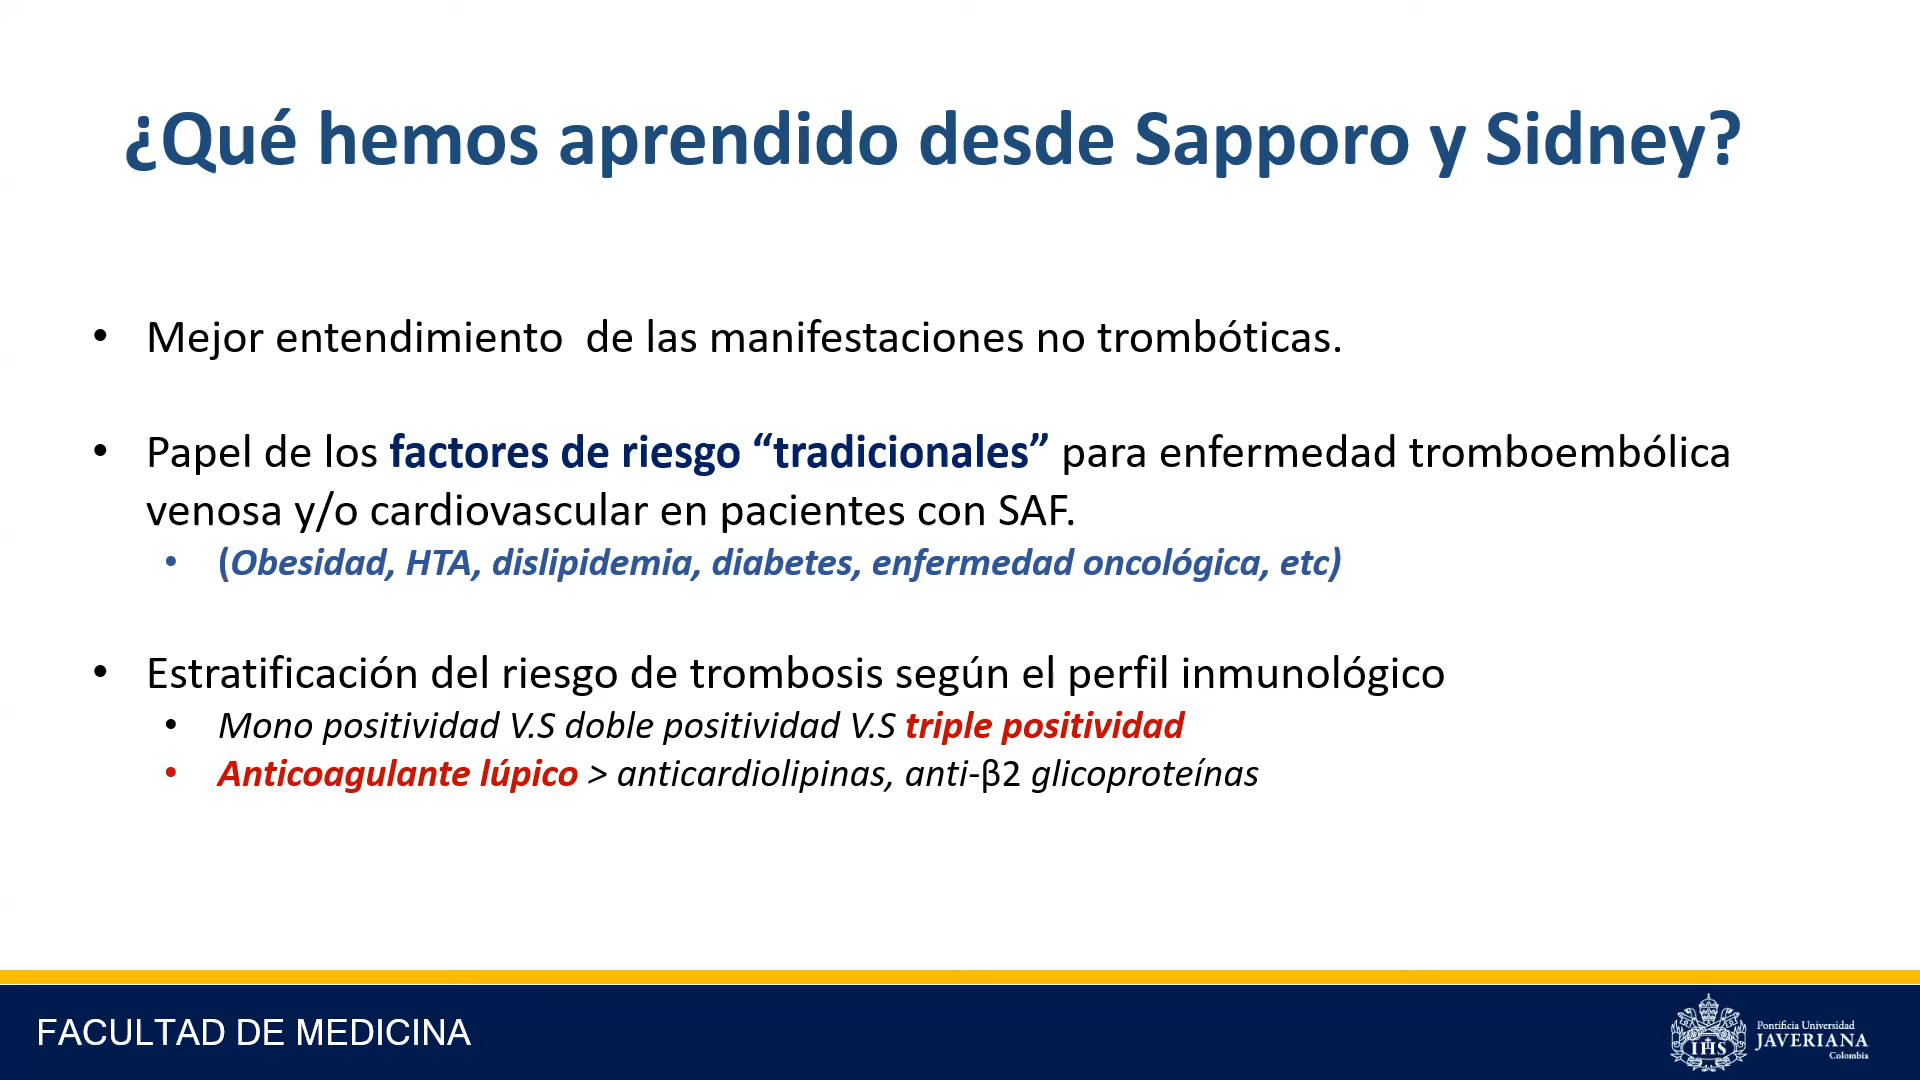 ¿Qué hemos aprendido desde Sapporo y Sidney?
• Mejor entendimiento de las manifestaciones no trombóticas.
• Papel de los factores de riesgo “tradicionales” para enfermedad tromboembólica
venosa y/o cardiovascular en pacientes con SAF.
• (Obesidad, HTA, dislipidemia, diabetes, enfermedad oncológica, etc)
• Estratificación del riesgo de trombosis según el perfil inmunológico
• Mono positividad V.S doble positividad V.S triple positividad
• Anticoagulante lúpico > anticardiolipinas, anti-β2 glicoproteínas
FACULTAD DE MEDICINA
IHS
Pontificia Universidad
JAVERIANA
Colombia